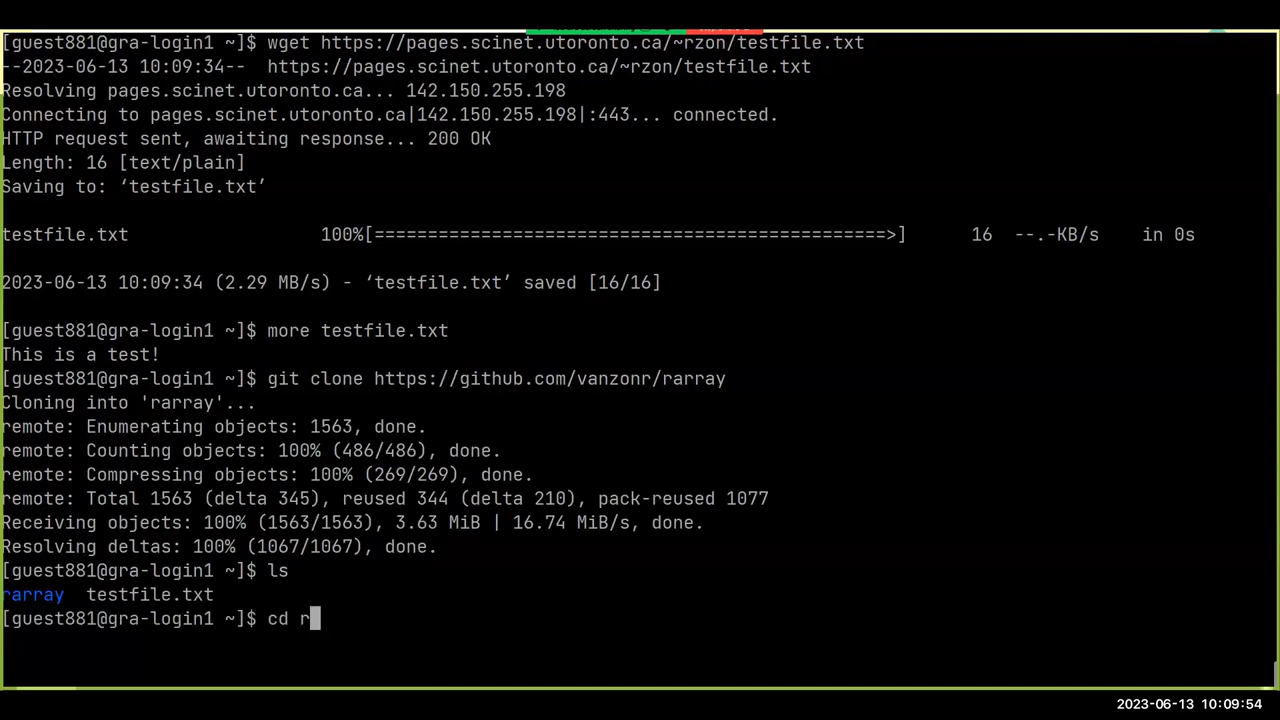 [guest881@gra-login1 ~]$ wget https://pages.scinet.utoronto.ca/~rzon/testfile.txt
--2023-06-13 10:09:34--  https://pages.scinet.utoronto.ca/~rzon/testfile.txt
Resolving pages.scinet.utoronto.ca... 142.150.255.198
Connecting to pages.scinet.utoronto.ca|142.150.255.198|:443... connected.
HTTP request sent, awaiting response... 200 OK
Length: 16 [text/plain]
Saving to: ‘testfile.txt’
testfile.txt                  100%[================================================>]      16  --.-KB/s    in 0s
2023-06-13 10:09:34 (2.29 MB/s) - ‘testfile.txt’ saved [16/16]
[guest881@gra-login1 ~]$ more testfile.txt
This is a test!
[guest881@gra-login1 ~]$ git clone https://github.com/vanzonr/rarray
Cloning into 'rarray'...
remote: Enumerating objects: 1563, done.
remote: Counting objects: 100% (486/486), done.
remote: Compressing objects: 100% (269/269), done.
remote: Total 1563 (delta 345), reused 344 (delta 210), pack-reused 1077
Receiving objects: 100% (1563/1563), 3.63 MiB | 16.74 MiB/s, done.
Resolving deltas: 100% (1067/1067), done.
[guest881@gra-login1 ~]$ ls
rarray  testfile.txt
[guest881@gra-login1 ~]$ cd r
2023-06-13 10:09:54